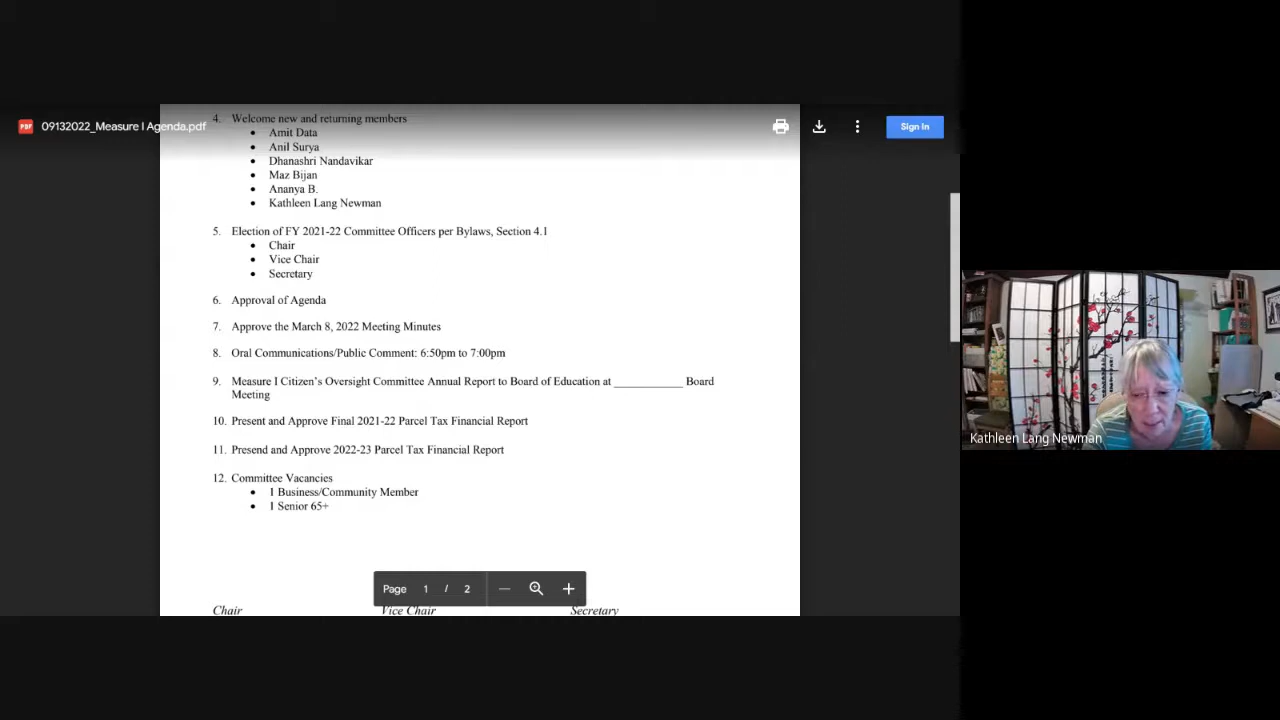 09132022_Measure I Agenda.pdf
Sign In
4. Welcome new and returning members
• Amit Data
• Anil Surya
• Dhanashri Nandavikar
• Maz Bijan
• Ananya B.
• Kathleen Lang Newman
5. Election of FY 2021-22 Committee Officers per Bylaws, Section 4.1
• Chair
• Vice Chair
• Secretary
6. Approval of Agenda
7. Approve the March 8, 2022 Meeting Minutes
8. Oral Communications/Public Comment: 6:50pm to 7:00pm
9. Measure I Citizen’s Oversight Committee Annual Report to Board of Education at ____________ Board
Meeting
10. Present and Approve Final 2021-22 Parcel Tax Financial Report
11. Presend and Approve 2022-23 Parcel Tax Financial Report
12. Committee Vacancies
• 1 Business/Community Member
• 1 Senior 65+
Page 1 / 2
Chair Vice Chair Secretary
Kathleen Lang Newman